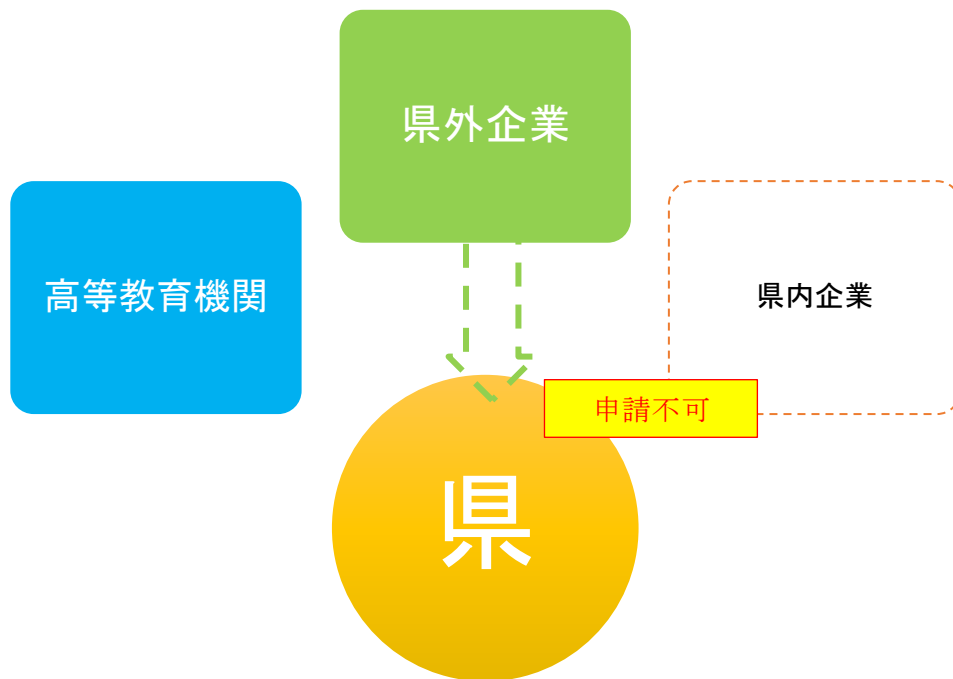 県外企業
高等教育機関
県内企業
申請不可
県